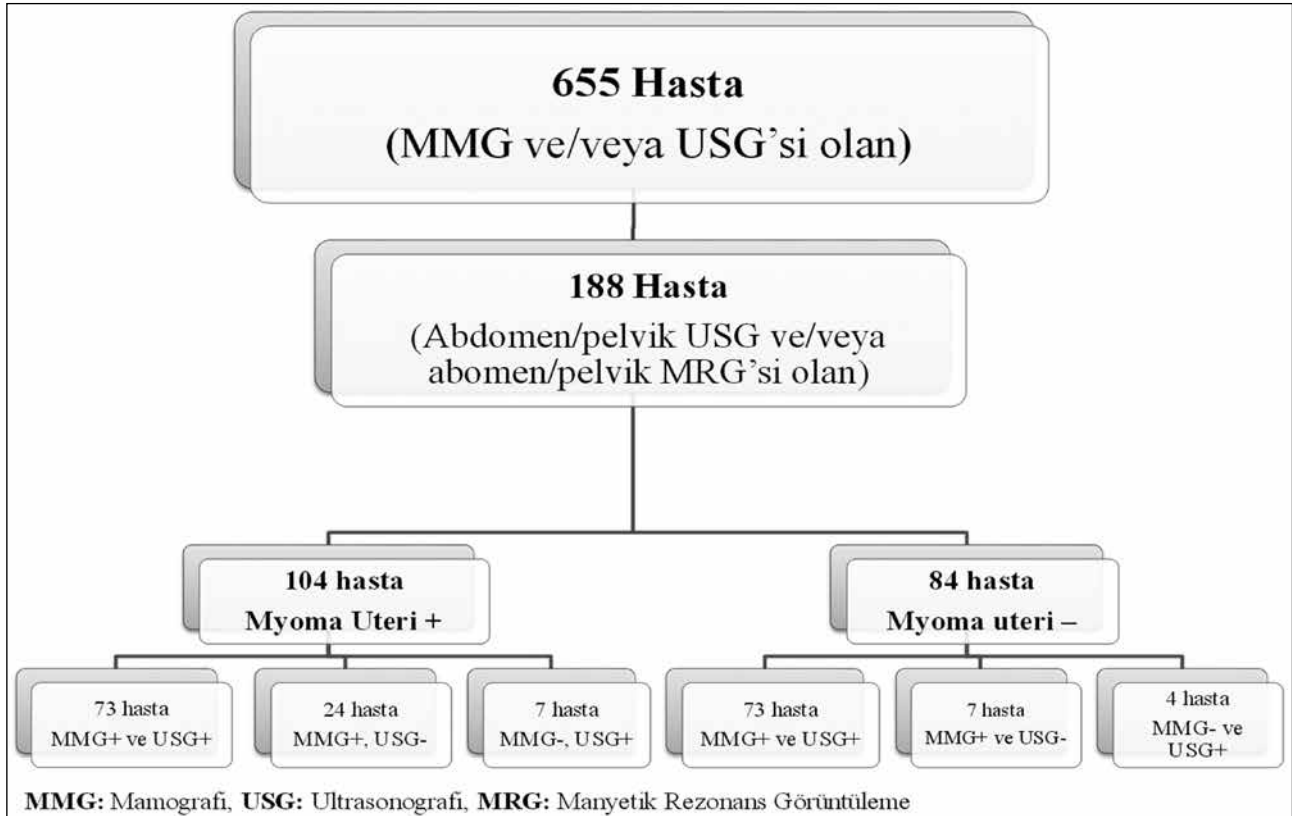 655 Hasta
(MMG ve/veya USG’si olan)
188 Hasta
(Abdomen/pelvik USG ve/veya
abomen/pelvik MRG’si olan)
104 hasta
Myoma Uteri +
84 hasta
Myoma uteri –
73 hasta
MMG+ ve USG+
24 hasta
MMG+, USG-
7 hasta
MMG-, USG+
73 hasta
MMG+ ve USG+
7 hasta
MMG+ ve USG-
4 hasta
MMG- ve
USG+
MMG: Mamografi, USG: Ultrasonografi, MRG: Manyetik Rezonans Görüntüleme